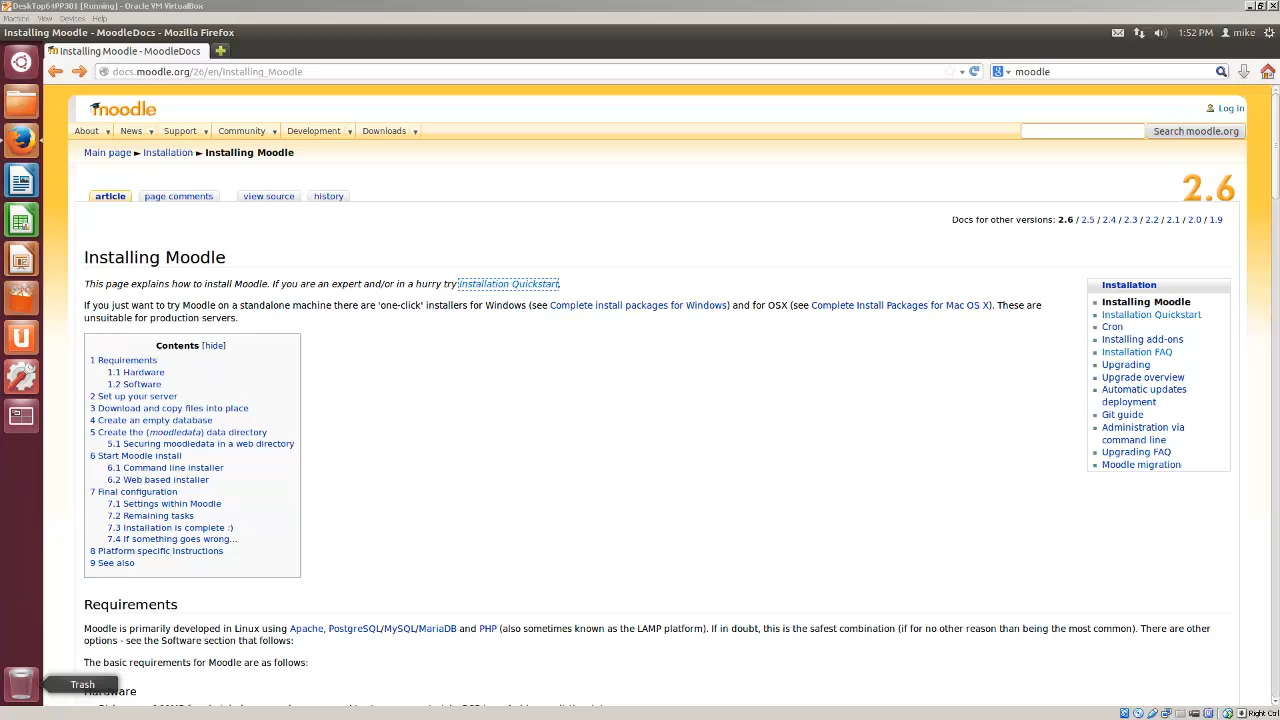 DeskTop64PP301 [Running] - Oracle VM VirtualBox
Machine View Devices Help
Installing Moodle - MoodleDocs - Mozilla Firefox
1:52 PM mike
Installing Moodle - MoodleDocs
docs.moodle.org/26/en/Installing_Moodle
moodle
moodle
Log in
About News Support Community Development Downloads
Search moodle.org
Main page ► Installation ► Installing Moodle
article page comments view source history
2.6
Docs for other versions: 2.6 / 2.5 / 2.4 / 2.3 / 2.2 / 2.1 / 2.0 / 1.9
Installing Moodle
This page explains how to install Moodle. If you are an expert and/or in a hurry try Installation Quickstart.
If you just want to try Moodle on a standalone machine there are 'one-click' installers for Windows (see Complete install packages for Windows) and for OSX (see Complete Install Packages for Mac OS X). These are
unsuitable for production servers.
Installation
Installing Moodle
Installation Quickstart
Cron
Installing add-ons
Installation FAQ
Upgrading
Upgrade overview
Automatic updates
deployment
Git guide
Administration via
command line
Upgrading FAQ
Moodle migration
Contents [hide]
1 Requirements
1.1 Hardware
1.2 Software
2 Set up your server
3 Download and copy files into place
4 Create an empty database
5 Create the (moodledata) data directory
5.1 Securing moodledata in a web directory
6 Start Moodle install
6.1 Command line installer
6.2 Web based installer
7 Final configuration
7.1 Settings within Moodle
7.2 Remaining tasks
7.3 Installation is complete :)
7.4 If something goes wrong...
8 Platform specific instructions
9 See also
Requirements
Moodle is primarily developed in Linux using Apache, PostgreSQL/MySQL/MariaDB and PHP (also sometimes known as the LAMP platform). If in doubt, this is the safest combination (if for no other reason than being the most common). There are other
options - see the Software section that follows:
The basic requirements for Moodle are as follows:
Trash
Hardware
Right Ctrl